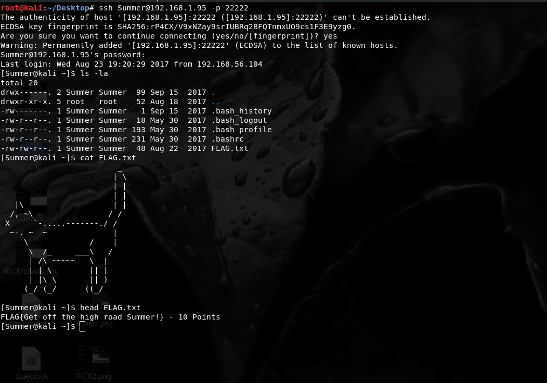 root@kali:~/Desktop# ssh Summer@192.168.1.95 -p 22222
The authenticity of host '[192.168.1.95]:22222 ([192.168.1.95]:22222)' can't be established.
ECDSA key fingerprint is SHA256:rP4CX/V9xNZay9srIUBRq2BFQTnmxUO9cs1F3E9yzg0.
Are you sure you want to continue connecting (yes/no/[fingerprint])? yes
Warning: Permanently added '[192.168.1.95]:22222' (ECDSA) to the list of known hosts.
Summer@192.168.1.95's password:
Last login: Wed Aug 23 19:20:29 2017 from 192.168.56.104
[Summer@kali ~]$ ls -la
total 20
drwx------. 2 Summer Summer  99 Sep 15  2017 .
drwxr-xr-x. 5 root   root    52 Aug 18  2017 ..
-rw-------. 1 Summer Summer   1 Sep 15  2017 .bash_history
-rw-r--r--. 1 Summer Summer  18 May 30  2017 .bash_logout
-rw-r--r--. 1 Summer Summer 193 May 30  2017 .bash_profile
-rw-r--r--. 1 Summer Summer 231 May 30  2017 .bashrc
-rw-rw-r--. 1 Summer Summer  48 Aug 22  2017 FLAG.txt
[Summer@kali ~]$ cat FLAG.txt
[Summer@kali ~]$ head FLAG.txt
FLAG{Get off the high road Summer!} - 10 Points
[Summer@kali ~]$
bluetooth
RICK2.png